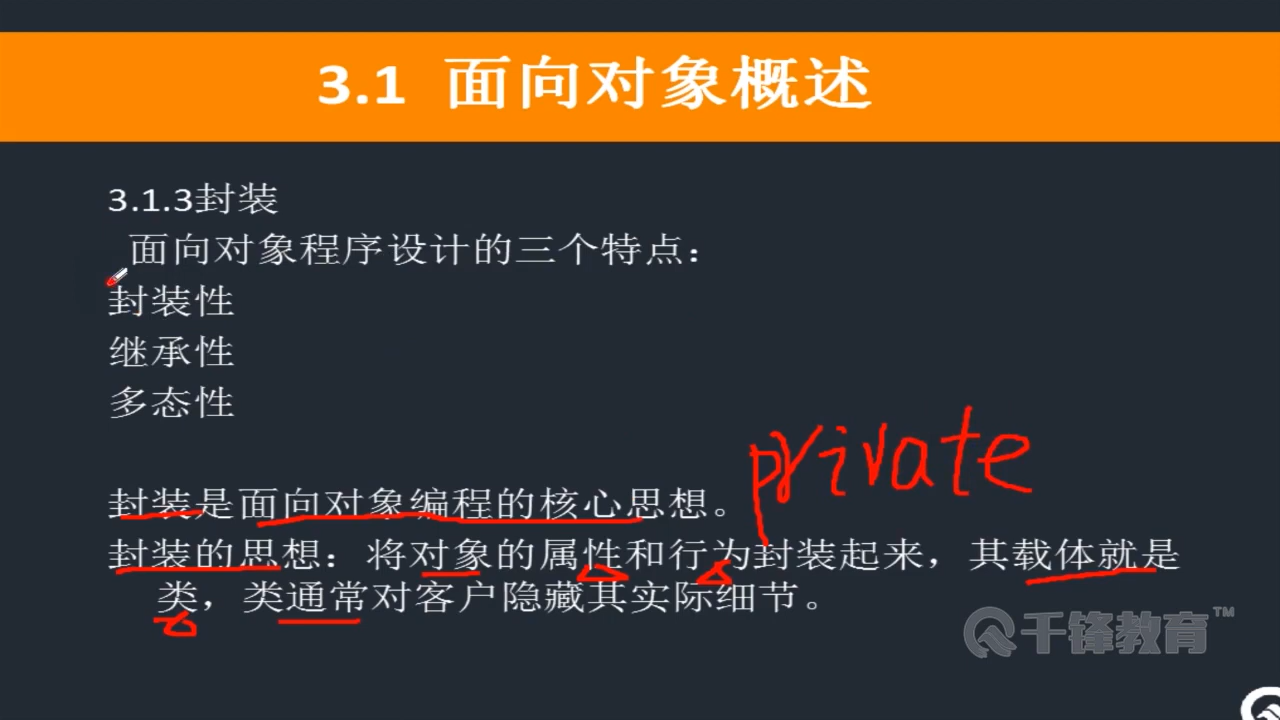 3.1 面向对象概述
3.1.3封装
面向对象程序设计的三个特点：
封装性
继承性
多态性
private
封装是面向对象编程的核心思想。
封装的思想：将对象的属性和行为封装起来，其载体就是
类，类通常对客户隐藏其实际细节。
千锋教育™